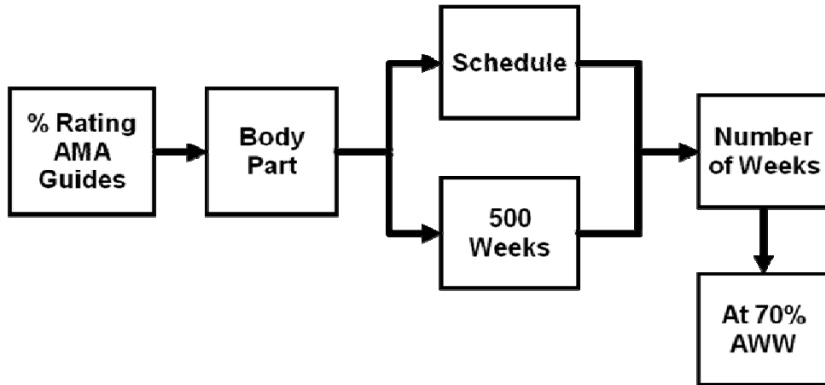 % Rating
AMA
Guides
Body
Part
Schedule
500
Weeks
Number
of Weeks
At 70%
AWW